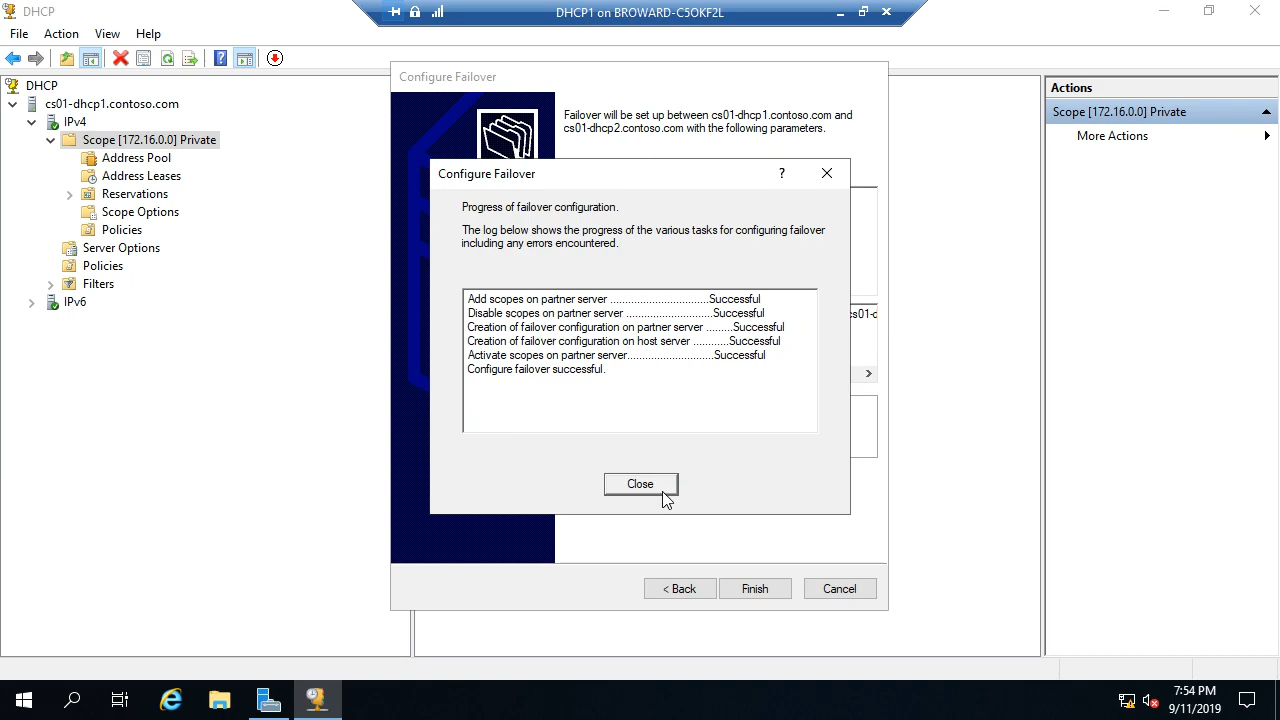 DHCP
DHCP1 on BROWARD-C5OKF2L
File Action View Help
DHCP
cs01-dhcp1.contoso.com
IPv4
Scope [172.16.0.0] Private
Address Pool
Address Leases
Reservations
Scope Options
Policies
Server Options
Policies
Filters
IPv6
Configure Failover
Failover will be set up between cs01-dhcp1.contoso.com and
cs01-dhcp2.contoso.com with the following parameters.
Configure Failover
Progress of failover configuration.
The log below shows the progress of the various tasks for configuring failover
including any errors encountered.
Add scopes on partner server .................................Successful
Disable scopes on partner server .............................Successful
Creation of failover configuration on partner server .........Successful
Creation of failover configuration on host server ............Successful
Activate scopes on partner server.............................Successful
Configure failover successful.
Close
cs01-d
< Back Finish Cancel
Actions
Scope [172.16.0.0] Private
More Actions
7:54 PM
9/11/2019